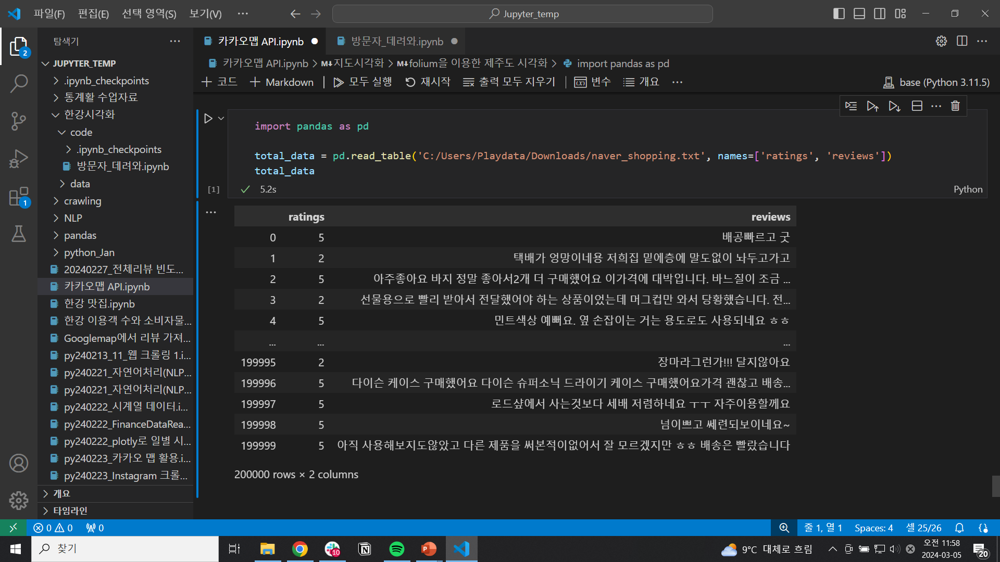 파일(F) 편집(E) 선택 영역(S) 보기(V) ···
Jupyter_temp
탐색기
카카오맵 API.ipynb
방문자_데려와.ipynb
카카오맵 API.ipynb > M↓지도시각화 > M↓folium을 이용한 제주도 시각화 > import pandas as pd
+ 코드 + Markdown | 모두 실행 재시작 출력 모두 지우기 | 변수 개요 ···
base (Python 3.11.5)
2
1
JUPYTER_TEMP
.ipynb_checkpoints
통계활 수업자료
한강시각화
code
.ipynb_checkpoints
방문자_데려와.ipynb
data
crawling
NLP
pandas
python_Jan
20240227_전체리뷰 빈도...
카카오맵 API.ipynb
한강 맛집.ipynb
한강 이용객 수와 소비자물...
Googlemap에서 리뷰 가져...
py240213_11_웹 크롤링 1.i...
py240221_자연어처리(NLP...
py240221_자연어처리(NLP...
py240222_시계열 데이터.i...
py240222_FinanceDataRea...
py240222_plotly로 일별 시...
py240223_카카오 맵 활용.i...
py240223_Instagram 크롤...
개요
타임라인
import pandas as pd
total_data = pd.read_table('C:/Users/Playdata/Downloads/naver_shopping.txt', names=['ratings', 'reviews'])
total_data
[1] 5.2s Python
ratings reviews
0 5 배공빠르고 굿
1 2 택배가 엉망이네용 저희집 밑에층에 말도없이 놔두고가고
2 5 아주좋아요 바지 정말 좋아서2개 더 구매했어요 이가격에 대박입니다. 바느질이 조금 ...
3 2 선물용으로 빨리 받아서 전달했어야 하는 상품이었는데 머그컵만 와서 당황했습니다. 전...
4 5 민트색상 예뻐요. 옆 손잡이는 거는 용도로도 사용되네요 ㅎㅎ
... ... ...
199995 2 장마라그런가!!! 달지않아요
199996 5 다이슨 케이스 구매했어요 다이슨 슈퍼소닉 드라이기 케이스 구매했어요가격 괜찮고 배송...
199997 5 로드샾에서 사는것보다 세배 저렴하네요 ㅜㅜ 자주이용할께요
199998 5 넘이쁘고 쎄련되보이네요~
199999 5 아직 사용해보지도않았고 다른 제품을 써본적이없어서 잘 모르겠지만 ㅎㅎ 배송은 빨랐습니다
200000 rows × 2 columns
0 0 0
줄 1, 열 1 Spaces: 4 셀 25/26
찾기
10
9°C 대체로 흐림
오전 11:58
2024-03-05
20